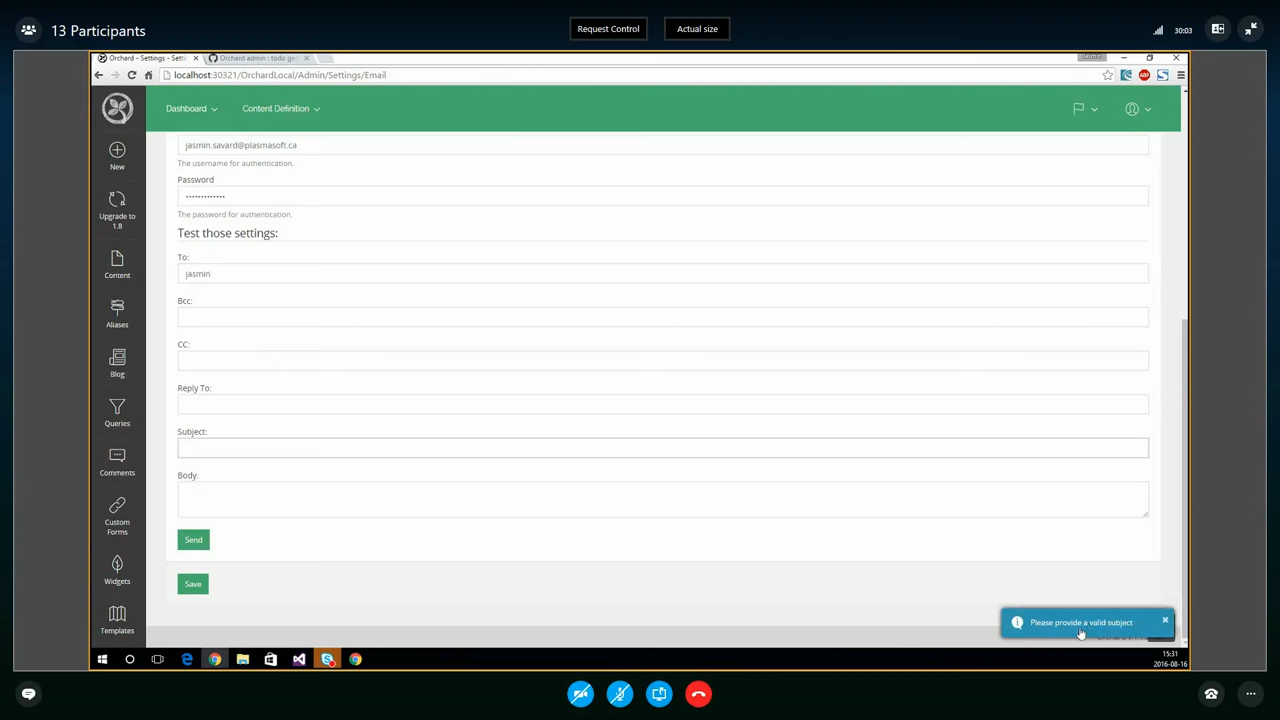 13 Participants
Request Control
Actual size
30:03
Orchard - Settings - Setti
Orchard admin : todo ge
localhost:30321/OrchardLocal/Admin/Settings/Email
ABP
Dashboard
Content Definition
New
Upgrade to
1.8
Content
Aliases
Blog
Queries
Comments
Custom
Forms
Widgets
Templates
jasmin.savard@plasmasoft.ca
The username for authentication.
Password
•••••••••••••
The password for authentication.
Test those settings:
To:
jasmin
Bcc:
CC:
Reply To:
Subject:
Body:
Send
Save
Please provide a valid subject
15:31
2016-08-16